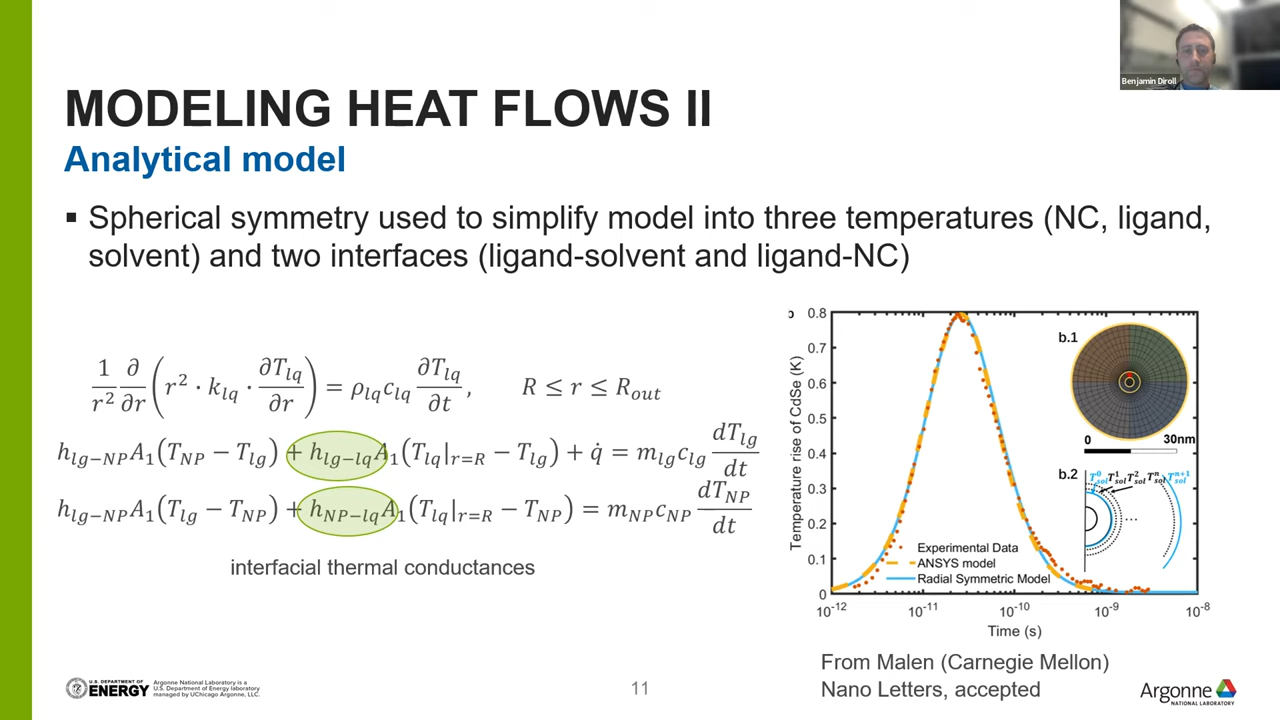 Benjamin Diroll
MODELING HEAT FLOWS II
Analytical model
▪ Spherical symmetry used to simplify model into three temperatures (NC, ligand,
solvent) and two interfaces (ligand-solvent and ligand-NC)
1/r² ∂/∂r (r² · k_lq · ∂T_lq/∂r) = ρ_lq c_lq ∂T_lq/∂t , R ≤ r ≤ R_out
h_lg−NP A₁(T_NP − T_lg) + h_lg−lq A₁(T_lq|r=R − T_lg) + q̇ = m_lg c_lg dT_lg/dt
h_lg−NP A₁(T_lg − T_NP) + h_NP−lq A₁(T_lq|r=R − T_NP) = m_NP c_NP dT_NP/dt
interfacial thermal conductances
Temperature rise of CdSe (K)
0.8
0.7
0.6
0.5
0.4
0.3
0.2
0.1
0
b.1
0 30nm
b.2
T⁰sol T¹sol T²sol Tⁿsol Tⁿ⁺¹sol
...
Experimental Data
ANSYS model
Radial Symmetric Model
10⁻¹² 10⁻¹¹ 10⁻¹⁰ 10⁻⁹ 10⁻⁸
Time (s)
From Malen (Carnegie Mellon)
Nano Letters, accepted
U.S. DEPARTMENT OF
ENERGY
Argonne National Laboratory is a
U.S. Department of Energy laboratory
managed by UChicago Argonne, LLC.
11
Argonne
NATIONAL LABORATORY